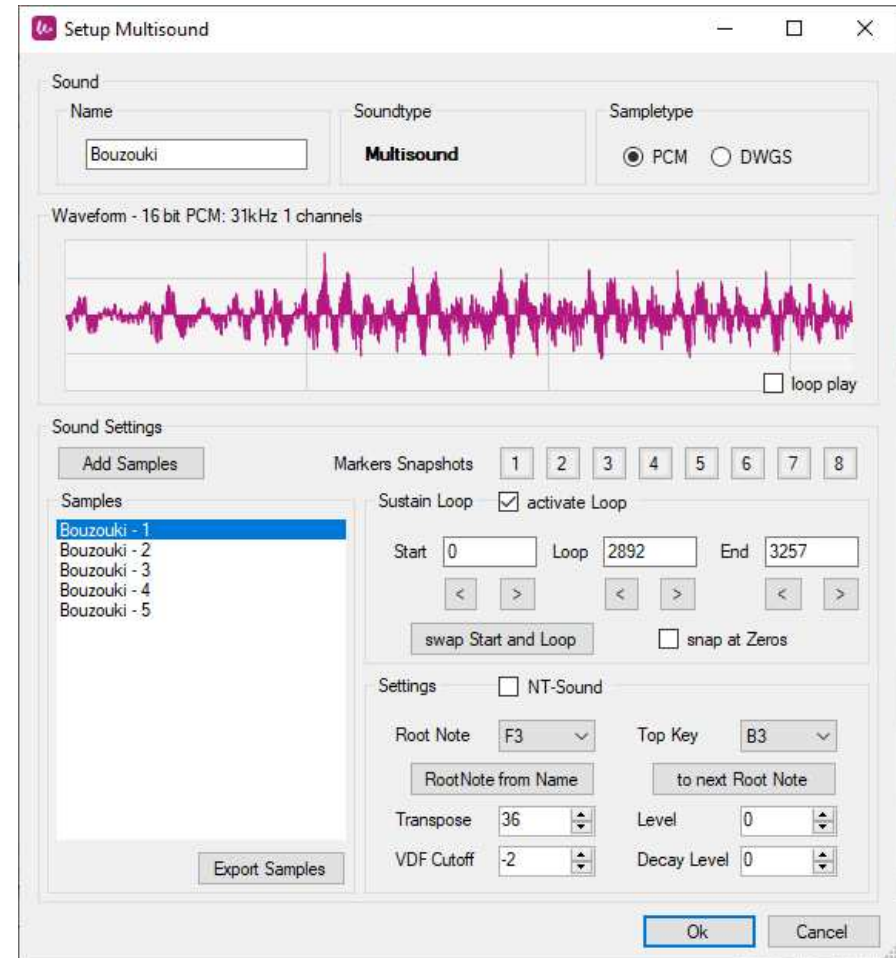 Setup Multisound
Sound
Name
Soundtype
Sampletype
Bouzouki
Multisound
PCM
DWGS
Waveform - 16 bit PCM: 31kHz 1 channels
loop play
Sound Settings
Add Samples
Markers Snapshots 1 2 3 4 5 6 7 8
Samples
Bouzouki - 1
Bouzouki - 2
Bouzouki - 3
Bouzouki - 4
Bouzouki - 5
Export Samples
Sustain Loop activate Loop
Start 0 Loop 2892 End 3257
< > < > < >
swap Start and Loop snap at Zeros
Settings NT-Sound
Root Note F3 Top Key B3
RootNote from Name to next Root Note
Transpose 36 Level 0
VDF Cutoff -2 Decay Level 0
Ok Cancel